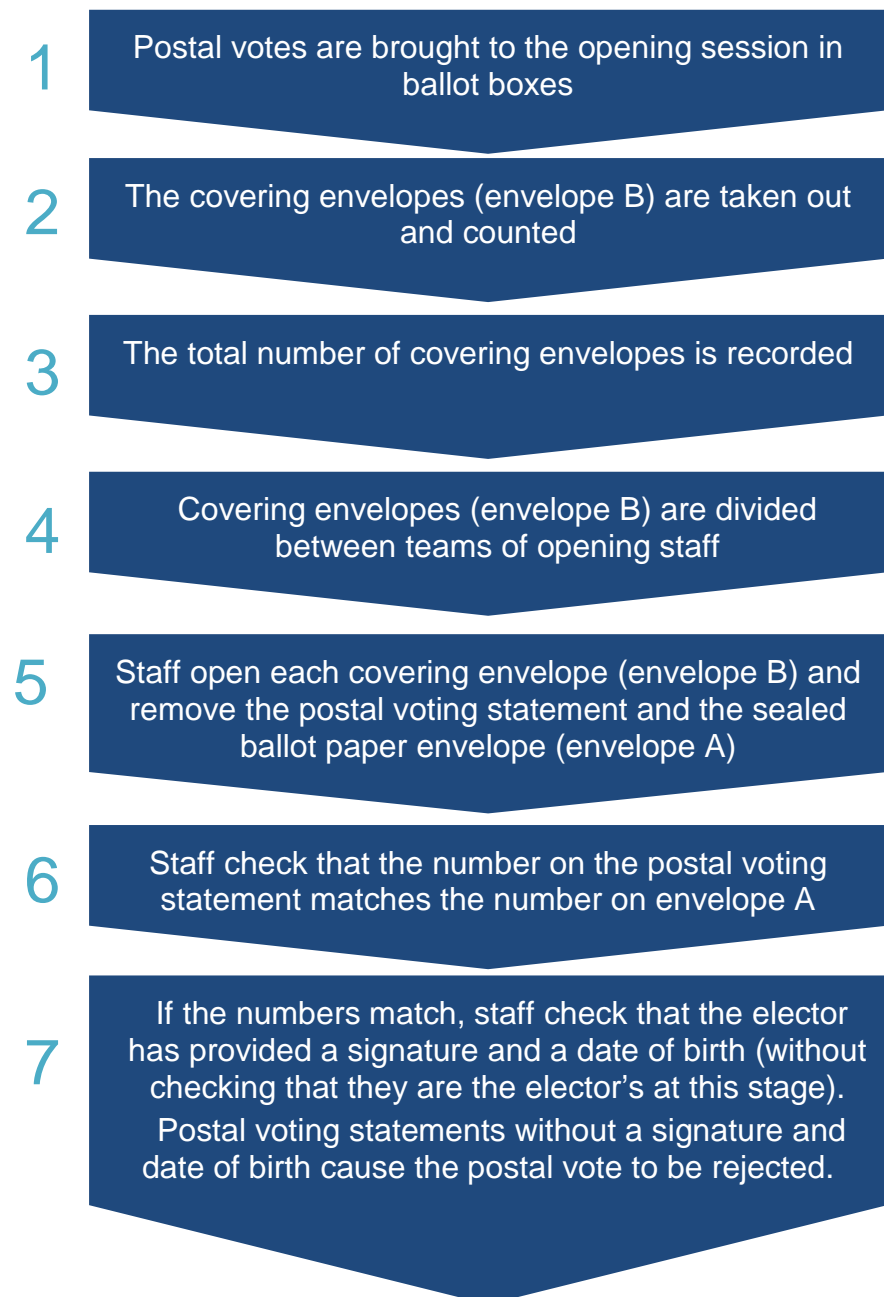 1
Postal votes are brought to the opening session in
ballot boxes
2
The covering envelopes (envelope B) are taken out
and counted
3
The total number of covering envelopes is recorded
4
Covering envelopes (envelope B) are divided
between teams of opening staff
5
Staff open each covering envelope (envelope B) and
remove the postal voting statement and the sealed
ballot paper envelope (envelope A)
6
Staff check that the number on the postal voting
statement matches the number on envelope A
7
If the numbers match, staff check that the elector
has provided a signature and a date of birth (without
checking that they are the elector’s at this stage).
Postal voting statements without a signature and
date of birth cause the postal vote to be rejected.